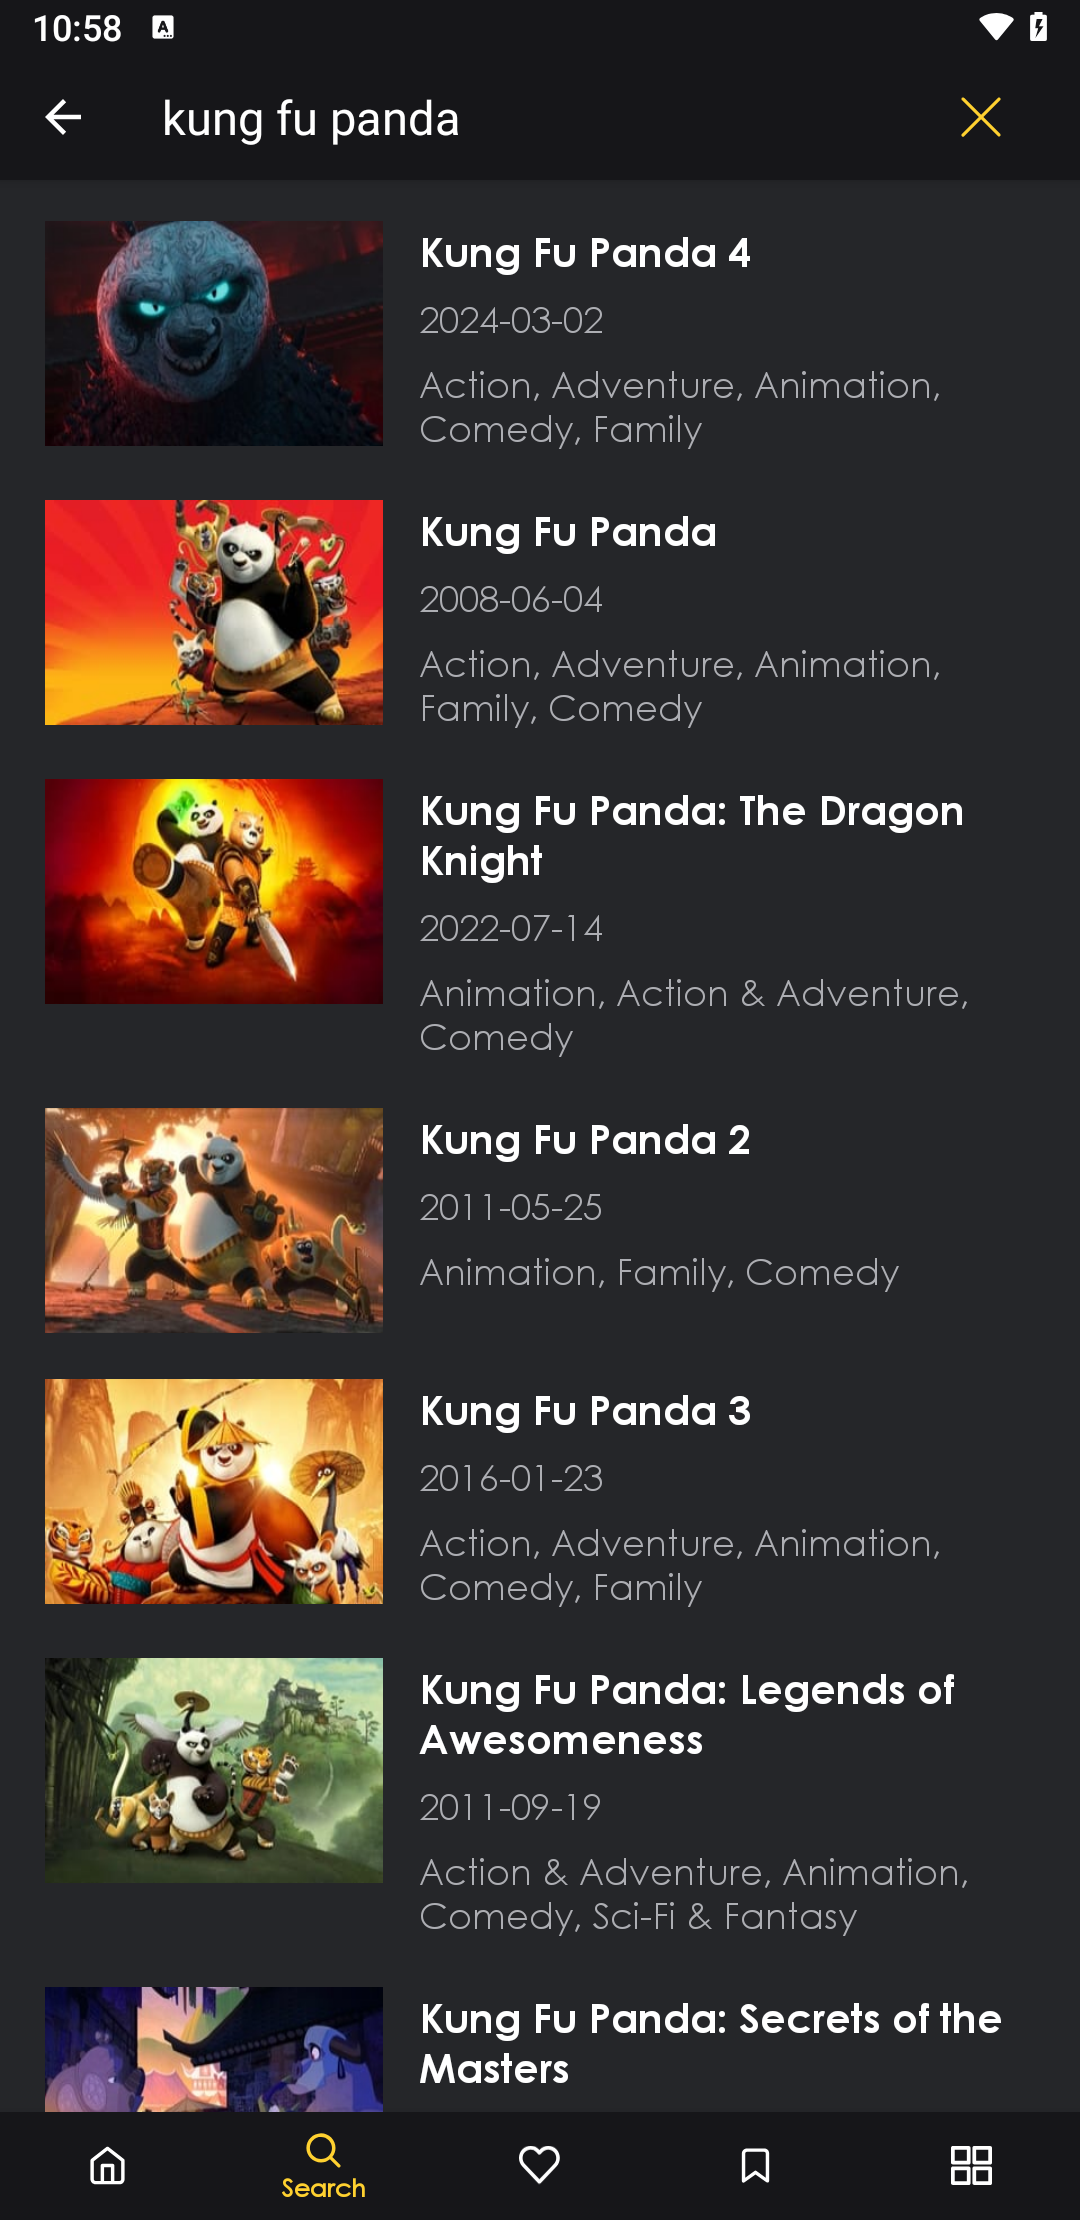 10:58
kung fu panda
Kung Fu Panda 4
2024-03-02
Action, Adventure, Animation,
Comedy, Family
Kung Fu Panda
2008-06-04
Action, Adventure, Animation,
Family, Comedy
Kung Fu Panda: The Dragon
Knight
2022-07-14
Animation, Action & Adventure,
Comedy
Kung Fu Panda 2
2011-05-25
Animation, Family, Comedy
Kung Fu Panda 3
2016-01-23
Action, Adventure, Animation,
Comedy, Family
Kung Fu Panda: Legends of
Awesomeness
2011-09-19
Action & Adventure, Animation,
Comedy, Sci-Fi & Fantasy
Kung Fu Panda: Secrets of the
Masters
Search